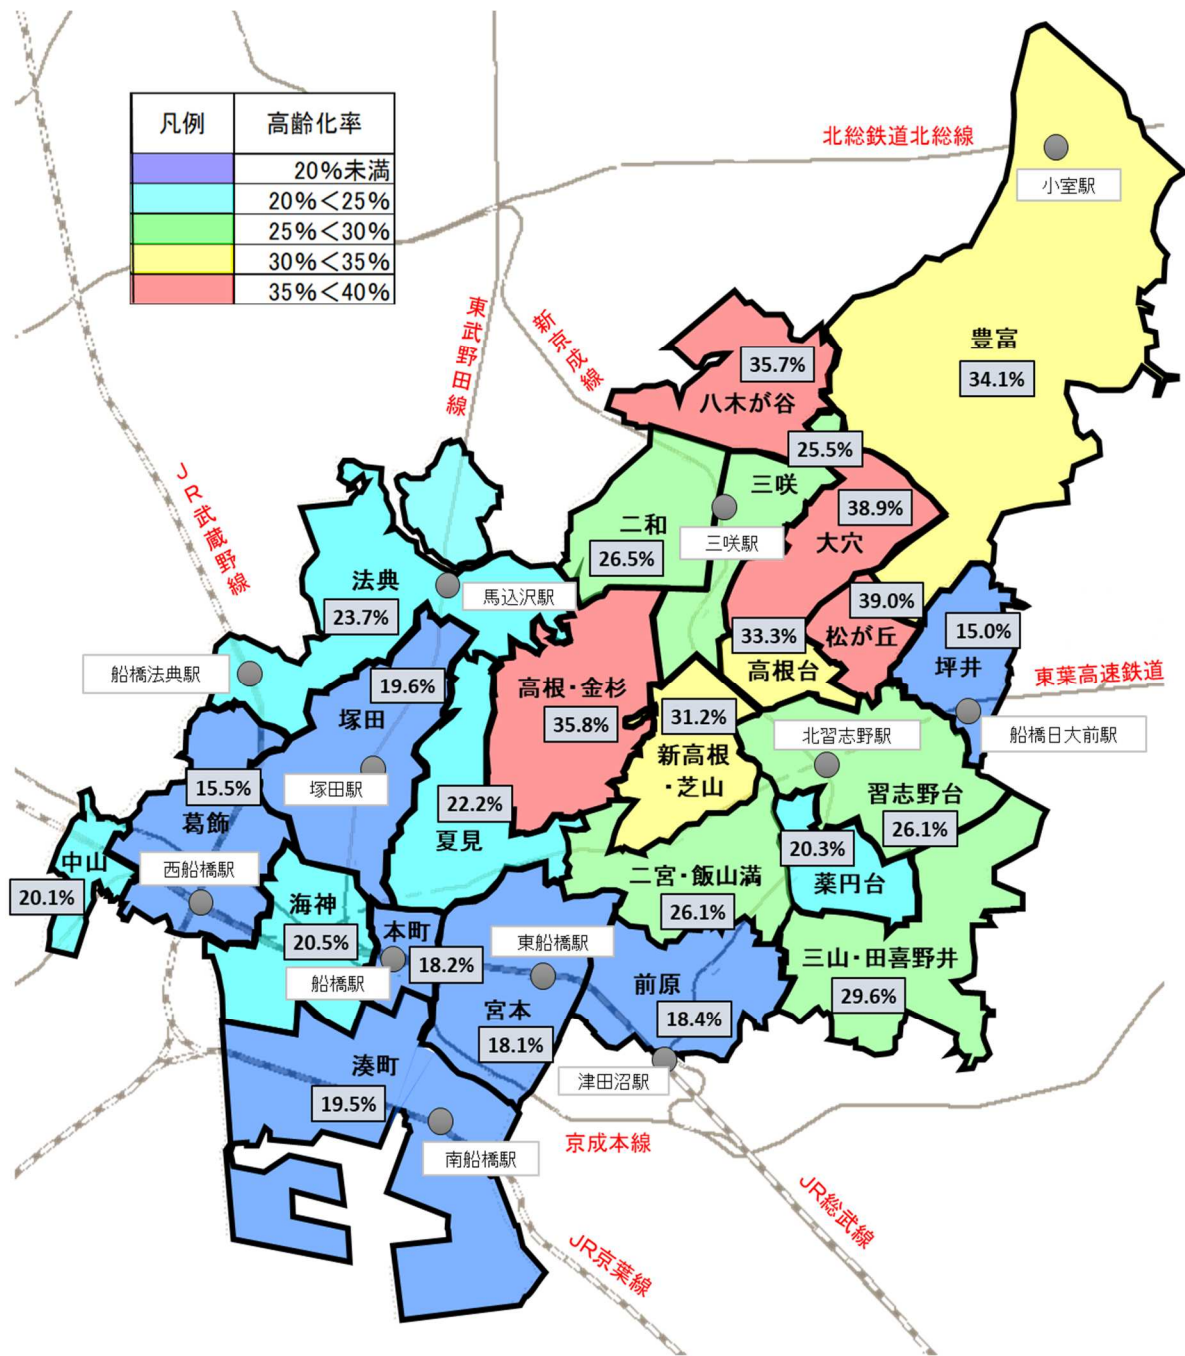 凡例 高齢化率
20%未満
20%＜25%
25%＜30%
30%＜35%
35%＜40%
北総鉄道北総線
小室駅
東武野田線
新京成線
豊富
34.1%
35.7%
八木が谷
25.5%
三咲
JR武蔵野線
38.9%
大穴
二和
26.5%
三咲駅
法典
23.7%
馬込沢駅
39.0%
松が丘
15.0%
坪井
33.3%
高根台
東葉高速鉄道
船橋法典駅
19.6%
塚田
高根・金杉
35.8%
31.2%
新高根
・芝山
北習志野駅
船橋日大前駅
塚田駅
15.5%
葛飾
22.2%
夏見
習志野台
26.1%
中山
20.1%
西船橋駅
20.3%
薬円台
二宮・飯山満
26.1%
海神
20.5%
本町
18.2%
東船橋駅
船橋駅
前原
18.4%
三山・田喜野井
29.6%
宮本
18.1%
湊町
19.5%
津田沼駅
南船橋駅
京成本線
JR総武線
JR京葉線